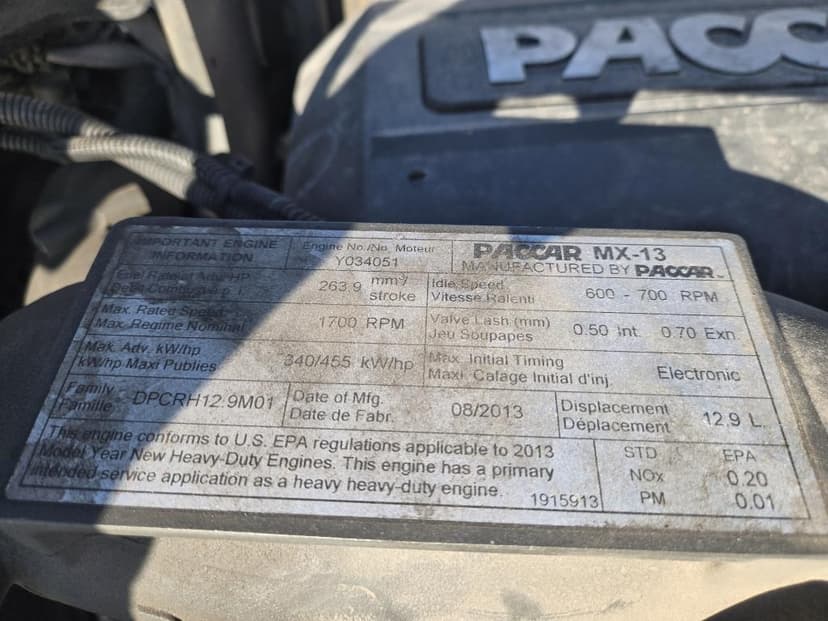 PACC
IMPORTANT ENGINE INFORMATION
Engine No./No. Moteur
Y034051
PACCAR MX-13
MANUFACTURED BY PACCAR
Fuel Rate at Adv. HP
263.9 mm³/stroke
Idle Speed
Vitesse Ralenti
600 - 700 RPM
Max. Rated Speed
Max. Regime Nominal
1700 RPM
Valve Lash (mm)
Jeu Soupapes
0.50 Int. 0.70 Exh.
Max. Adv. kW/hp
kW/hp Maxi Publies
340/455 kW/hp
Max. Initial Timing
Maxi. Calage Initial d'inj.
Electronic
Family
Famille
DPCRH12.9M01
Date of Mfg.
Date de Fabr.
08/2013
Displacement
Déplacement
12.9 L.
This engine conforms to U.S. EPA regulations applicable to 2013
Model Year New Heavy-Duty Engines. This engine has a primary
intended service application as a heavy heavy-duty engine.
1915913
STD EPA
NOx 0.20
PM 0.01